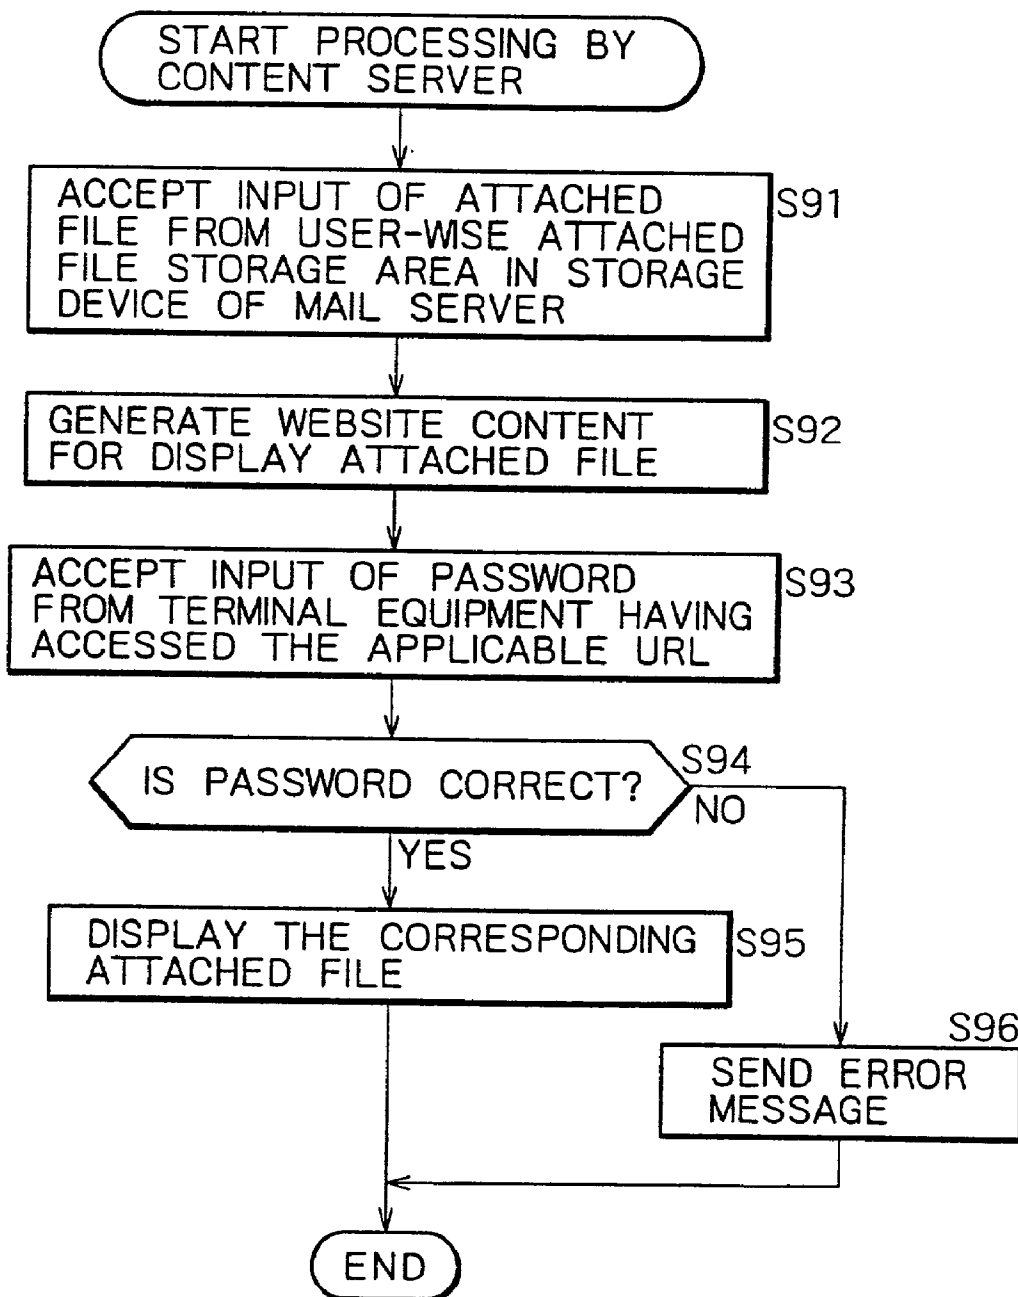 START PROCESSING BY
CONTENT SERVER
ACCEPT INPUT OF ATTACHED
FILE FROM USER-WISE ATTACHED
FILE STORAGE AREA IN STORAGE
DEVICE OF MAIL SERVER
S91
GENERATE WEBSITE CONTENT
FOR DISPLAY ATTACHED FILE
S92
ACCEPT INPUT OF PASSWORD
FROM TERMINAL EQUIPMENT HAVING
ACCESSED THE APPLICABLE URL
S93
IS PASSWORD CORRECT?
S94
NO
YES
DISPLAY THE CORRESPONDING
ATTACHED FILE
S95
S96
SEND ERROR
MESSAGE
END